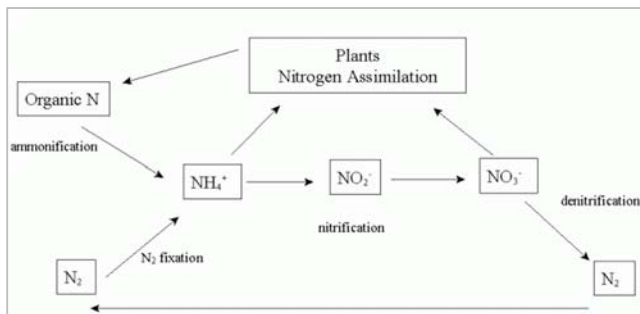 Plants
Nitrogen Assimilation
Organic N
ammonification
NH₄⁺
NO₂⁻
NO₃⁻
denitrification
nitrification
N₂ fixation
N₂
N₂